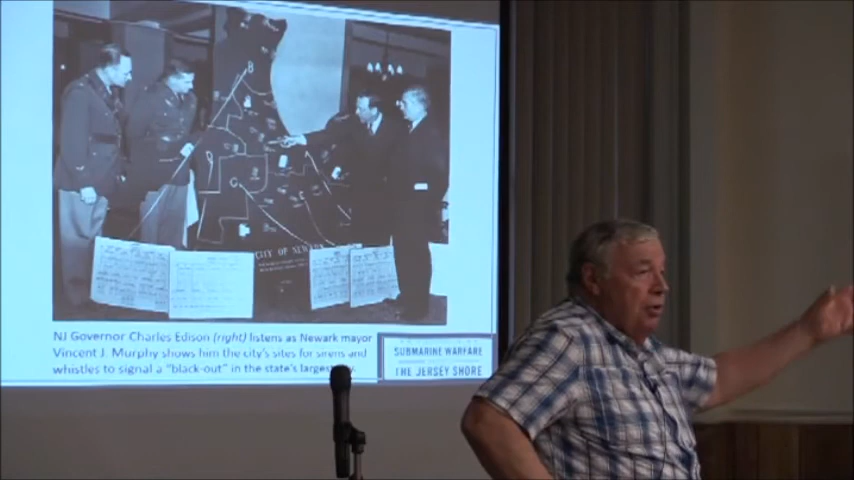 CITY OF NEWARK
NJ Governor Charles Edison (right) listens as Newark mayor
Vincent J. Murphy shows him the city's sites for sirens and
whistles to signal a "black-out" in the state's largest
SUBMARINE WARFARE
THE JERSEY SHORE